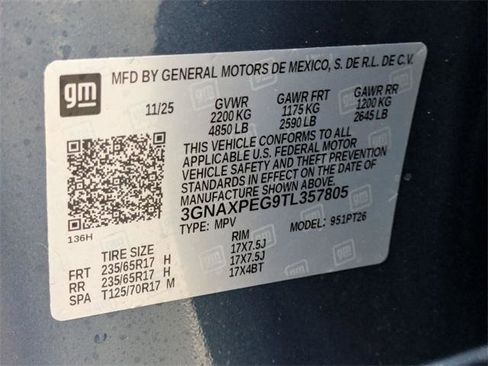 gm
MFD BY GENERAL MOTORS DE MEXICO, S. DE R.L. DE C.V.
11/25 GVWR GAWR FRT GAWR RR
2200 KG 1175 KG 1200 KG
4850 LB 2590 LB 2645 LB
THIS VEHICLE CONFORMS TO ALL
APPLICABLE U.S. FEDERAL MOTOR
VEHICLE SAFETY AND THEFT
PREVENTION STANDARDS IN EFFECT
ON THE DATE OF
MANUFACTURE SHOWN ABOVE.
3GNAXPEG9TL357805
136H
TYPE: MPV MODEL: 951PT26
TIRE SIZE RIM
FRT 235/65R17 H 17X7.5J
RR 235/65R17 H 17X7.5J
SPA T125/70R17 M 17X4BT